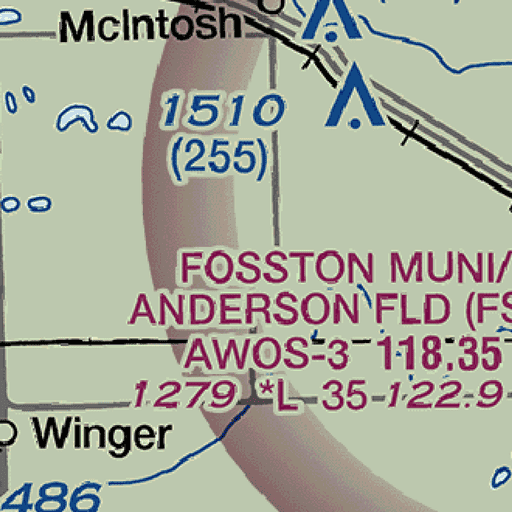 McIntosh
1510
(255)
FOSSTON MUNI/
ANDERSON FLD (FS
AWOS-3 118.35
1279 *L 35 122.9
Winger
486